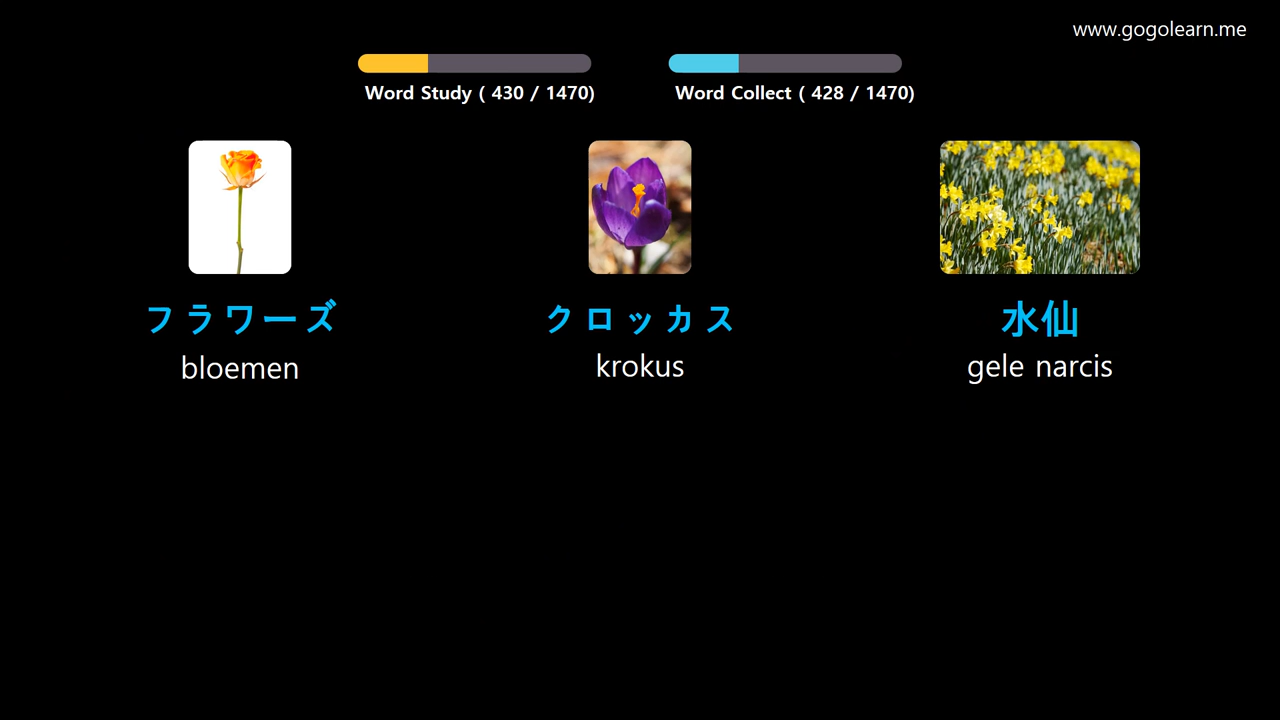 www.gogolearn.me
Word Study ( 430 / 1470)
Word Collect ( 428 / 1470)
フラワーズ
クロッカス
水仙
bloemen
krokus
gele narcis